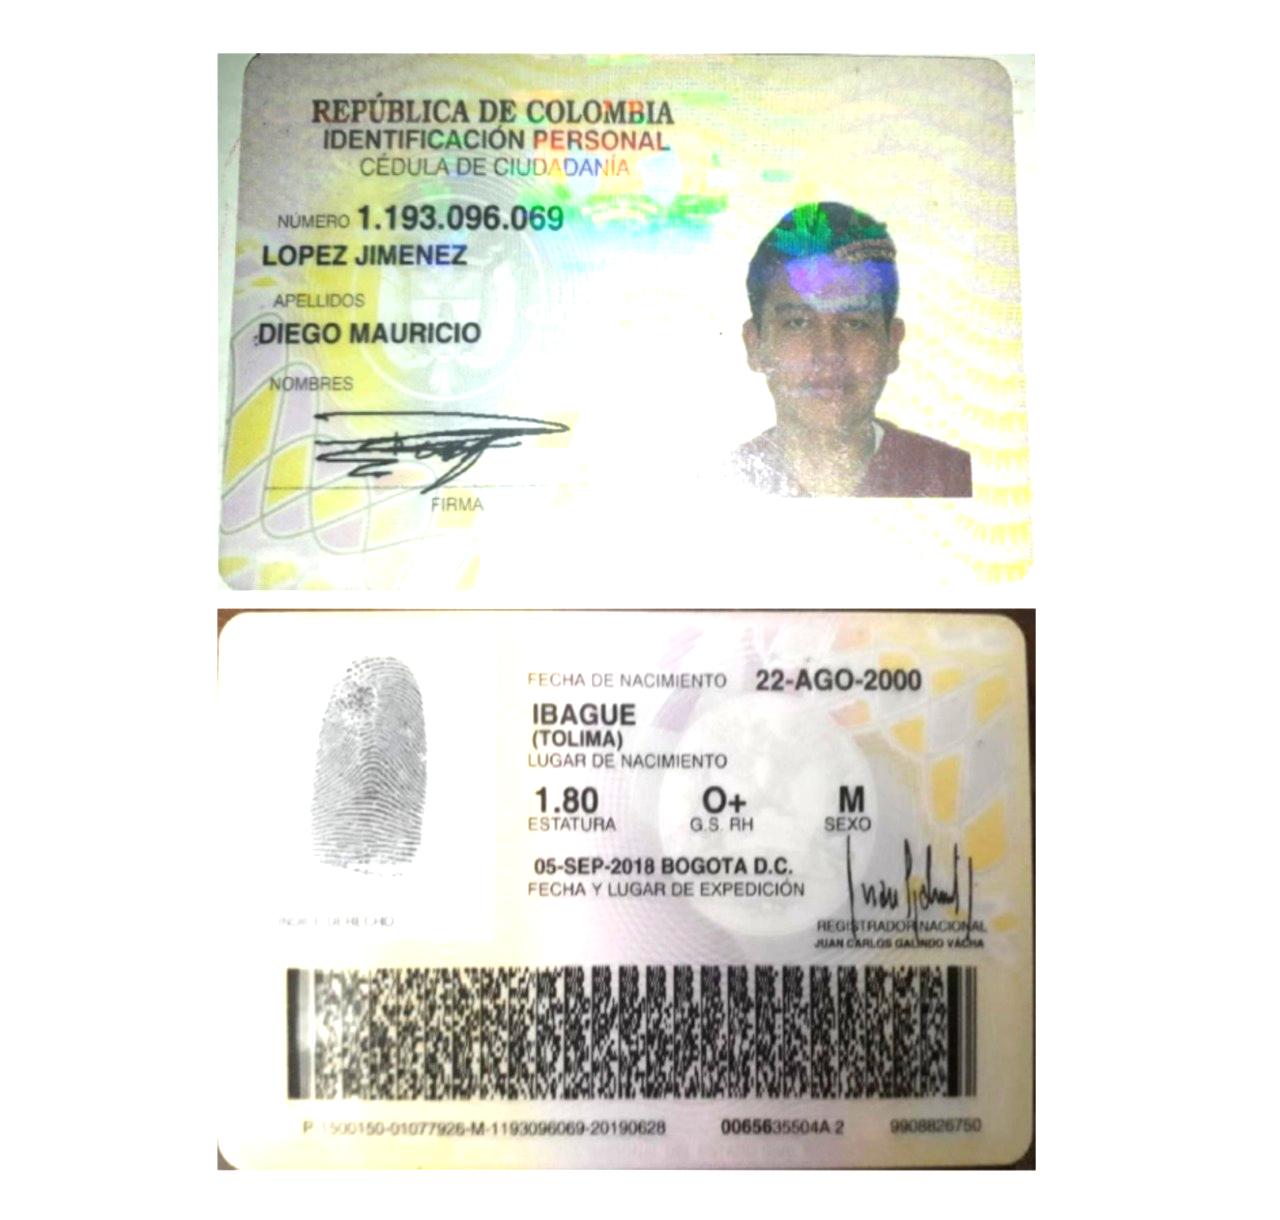 REPÚBLICA DE COLOMBIA
IDENTIFICACIÓN PERSONAL
CÉDULA DE CIUDADANÍA
NÚMERO 1.193.096.069
LOPEZ JIMENEZ
APELLIDOS
DIEGO MAURICIO
NOMBRES
FIRMA
FECHA DE NACIMIENTO 22-AGO-2000
IBAGUE
(TOLIMA)
LUGAR DE NACIMIENTO
1.80 O+ M
ESTATURA G.S. RH SEXO
05-SEP-2018 BOGOTA D.C.
FECHA Y LUGAR DE EXPEDICIÓN
REGISTRADOR NACIONAL
JUAN CARLOS GALINDO VACHA
P-1500150-01077926-M-1193096069-20190628 0065635504A 2 9908826750